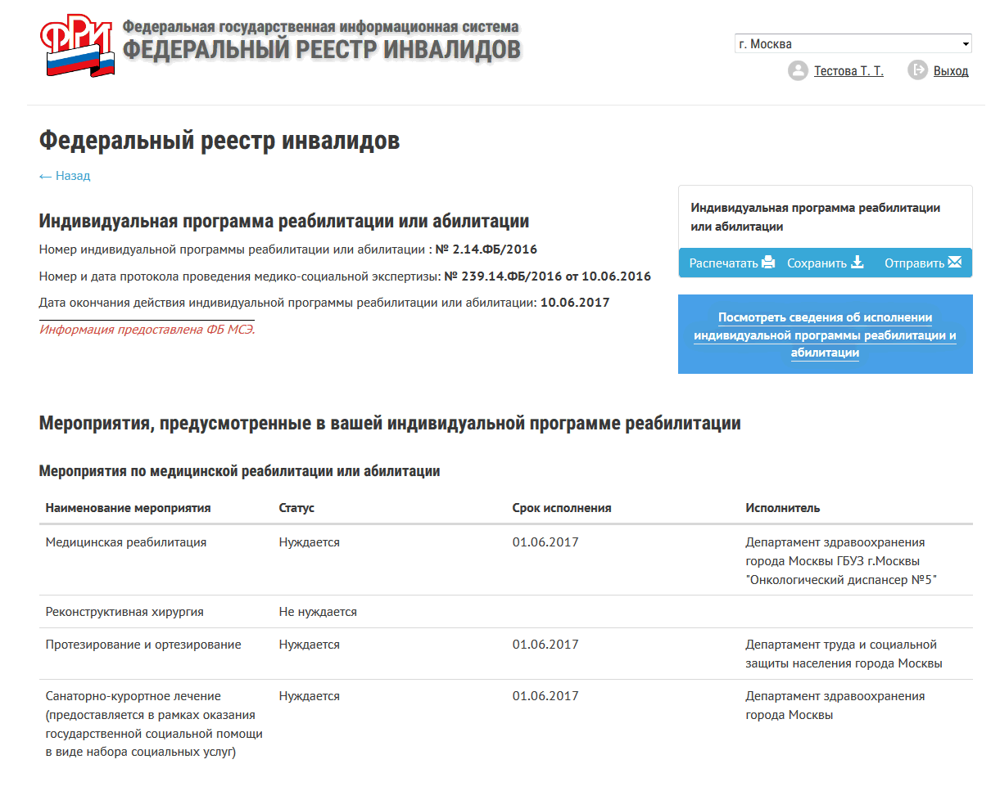 ФРИ
Федеральная государственная информационная система
ФЕДЕРАЛЬНЫЙ РЕЕСТР ИНВАЛИДОВ
г. Москва
Тестова Т. Т.
Выход
Федеральный реестр инвалидов
← Назад
Индивидуальная программа реабилитации или абилитации
Номер индивидуальной программы реабилитации или абилитации : № 2.14.ФБ/2016
Номер и дата протокола проведения медико-социальной экспертизы: № 239.14.ФБ/2016 от 10.06.2016
Дата окончания действия индивидуальной программы реабилитации или абилитации: 10.06.2017
Информация предоставлена ФБ МСЭ.
Индивидуальная программа реабилитации
или абилитации
Распечатать Сохранить Отправить
Посмотреть сведения об исполнении
индивидуальной программы реабилитации и
абилитации
Мероприятия, предусмотренные в вашей индивидуальной программе реабилитации
Мероприятия по медицинской реабилитации или абилитации
Наименование мероприятия Статус Срок исполнения Исполнитель
Медицинская реабилитация Нуждается 01.06.2017 Департамент здравоохранения
города Москвы ГБУЗ г.Москвы
"Онкологический диспансер №5"
Реконструктивная хирургия Не нуждается
Протезирование и ортезирование Нуждается 01.06.2017 Департамент труда и социальной
защиты населения города Москвы
Санаторно-курортное лечение Нуждается 01.06.2017 Департамент здравоохранения
(предоставляется в рамках оказания города Москвы
государственной социальной помощи
в виде набора социальных услуг)